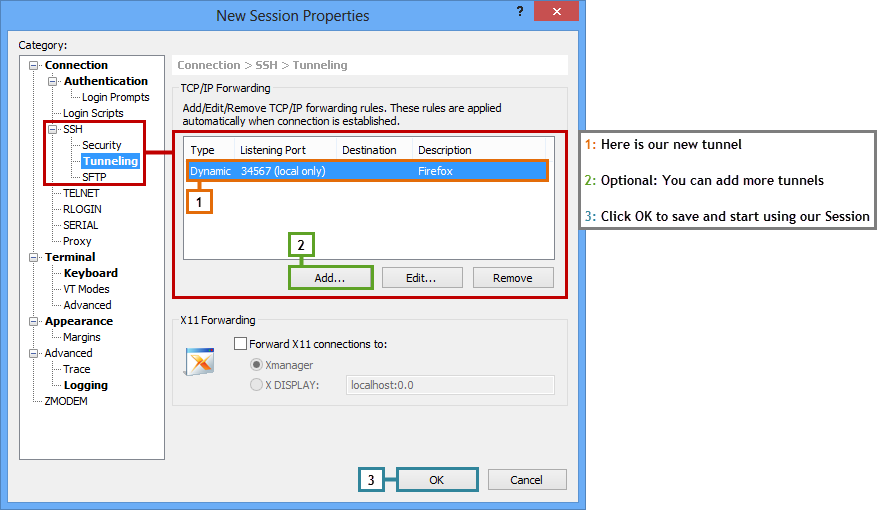 New Session Properties
?
Category:
Connection
Authentication
Login Prompts
Login Scripts
SSH
Security
Tunneling
SFTP
TELNET
RLOGIN
SERIAL
Proxy
Terminal
Keyboard
VT Modes
Advanced
Appearance
Margins
Advanced
Trace
Logging
ZMODEM
Connection > SSH > Tunneling
TCP/IP Forwarding
Add/Edit/Remove TCP/IP forwarding rules. These rules are applied
automatically when connection is established.
Type Listening Port Destination Description
Dynamic 34567 (local only) Firefox
1
2
Add... Edit... Remove
X11 Forwarding
Forward X11 connections to:
Xmanager
X DISPLAY: localhost:0.0
3 OK Cancel
1: Here is our new tunnel
2: Optional: You can add more tunnels
3: Click OK to save and start using our Session